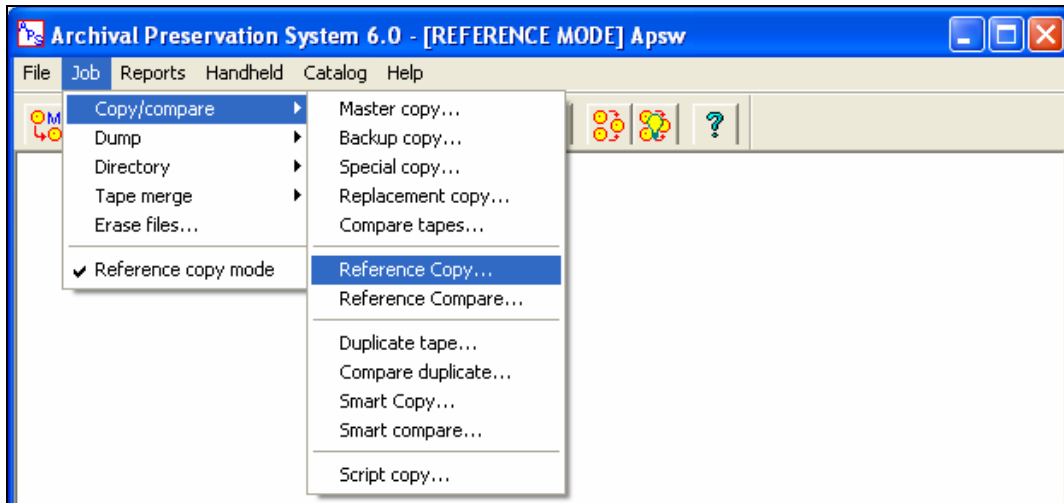 APS Archival Preservation System 6.0 - [REFERENCE MODE] Apsw
File Job Reports Handheld Catalog Help
M
?
Copy/compare
Dump
Directory
Tape merge
Erase files...
Reference copy mode
Master copy...
Backup copy...
Special copy...
Replacement copy...
Compare tapes...
Reference Copy...
Reference Compare...
Duplicate tape...
Compare duplicate...
Smart Copy...
Smart compare...
Script copy...